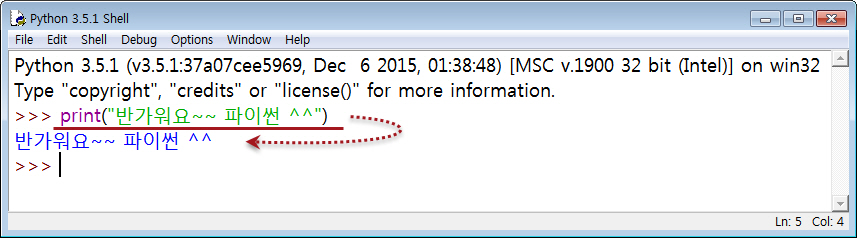 Python 3.5.1 Shell
File Edit Shell Debug Options Window Help
Python 3.5.1 (v3.5.1:37a07cee5969, Dec  6 2015, 01:38:48) [MSC v.1900 32 bit (Intel)] on win32
Type "copyright", "credits" or "license()" for more information.
>>> print("반가워요~~ 파이썬 ^^")
반가워요~~ 파이썬 ^^
>>>
Ln: 5 Col: 4